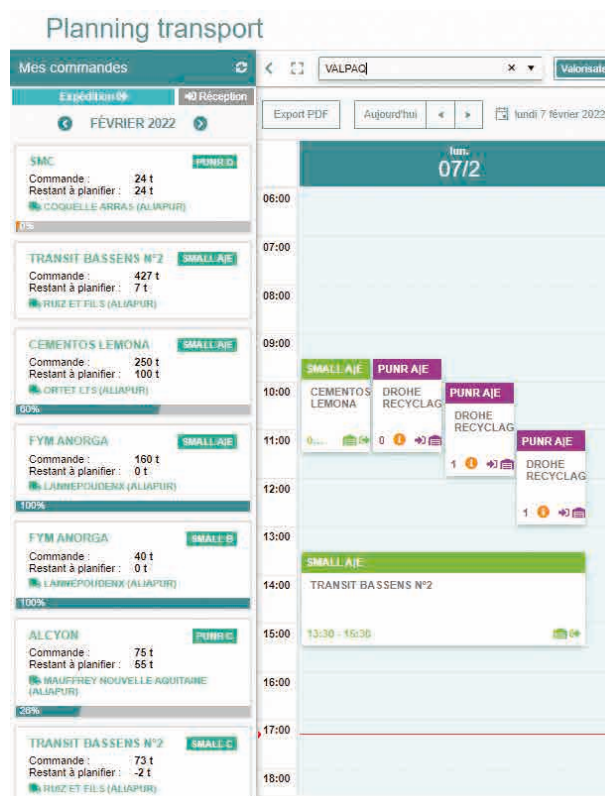 Planning transport
Mes commandes
Expédition
Réception
FÉVRIER 2022
SMC
PUNR D
Commande : 24 t
Restant à planifier : 24 t
COQUELLE ARRAS (ALIAPUR)
0%
TRANSIT BASSENS N°2
SMALL A|E
Commande : 427 t
Restant à planifier : 7 t
RUIZ ET FILS (ALIAPUR)
CEMENTOS LEMONA
SMALL A|E
Commande : 250 t
Restant à planifier : 100 t
ORTET LTS (ALIAPUR)
60%
FYM ANORGA
SMALL A|E
Commande : 160 t
Restant à planifier : 0 t
LANNEPOUDENX (ALIAPUR)
100%
FYM ANORGA
SMALL B
Commande : 40 t
Restant à planifier : 0 t
LANNEPOUDENX (ALIAPUR)
100%
ALCYON
PUNR C
Commande : 75 t
Restant à planifier : 55 t
MAUFFREY NOUVELLE AQUITAINE
(ALIAPUR)
26%
TRANSIT BASSENS N°2
SMALL C
Commande : 73 t
Restant à planifier : -2 t
RUIZ ET FILS (ALIAPUR)
VALPAQ
Valorisate
Export PDF
Aujourd'hui
lundi 7 février 2022
lun.
07/2
06:00
07:00
08:00
09:00
10:00
11:00
12:00
13:00
14:00
15:00
16:00
17:00
18:00
SMALL A|E
CEMENTOS
LEMONA
0...
PUNR A|E
DROHE
RECYCLAG
0
PUNR A|E
DROHE
RECYCLAG
1
PUNR A|E
DROHE
RECYCLAG
1
SMALL A|E
TRANSIT BASSENS N°2
13:30 - 15:30